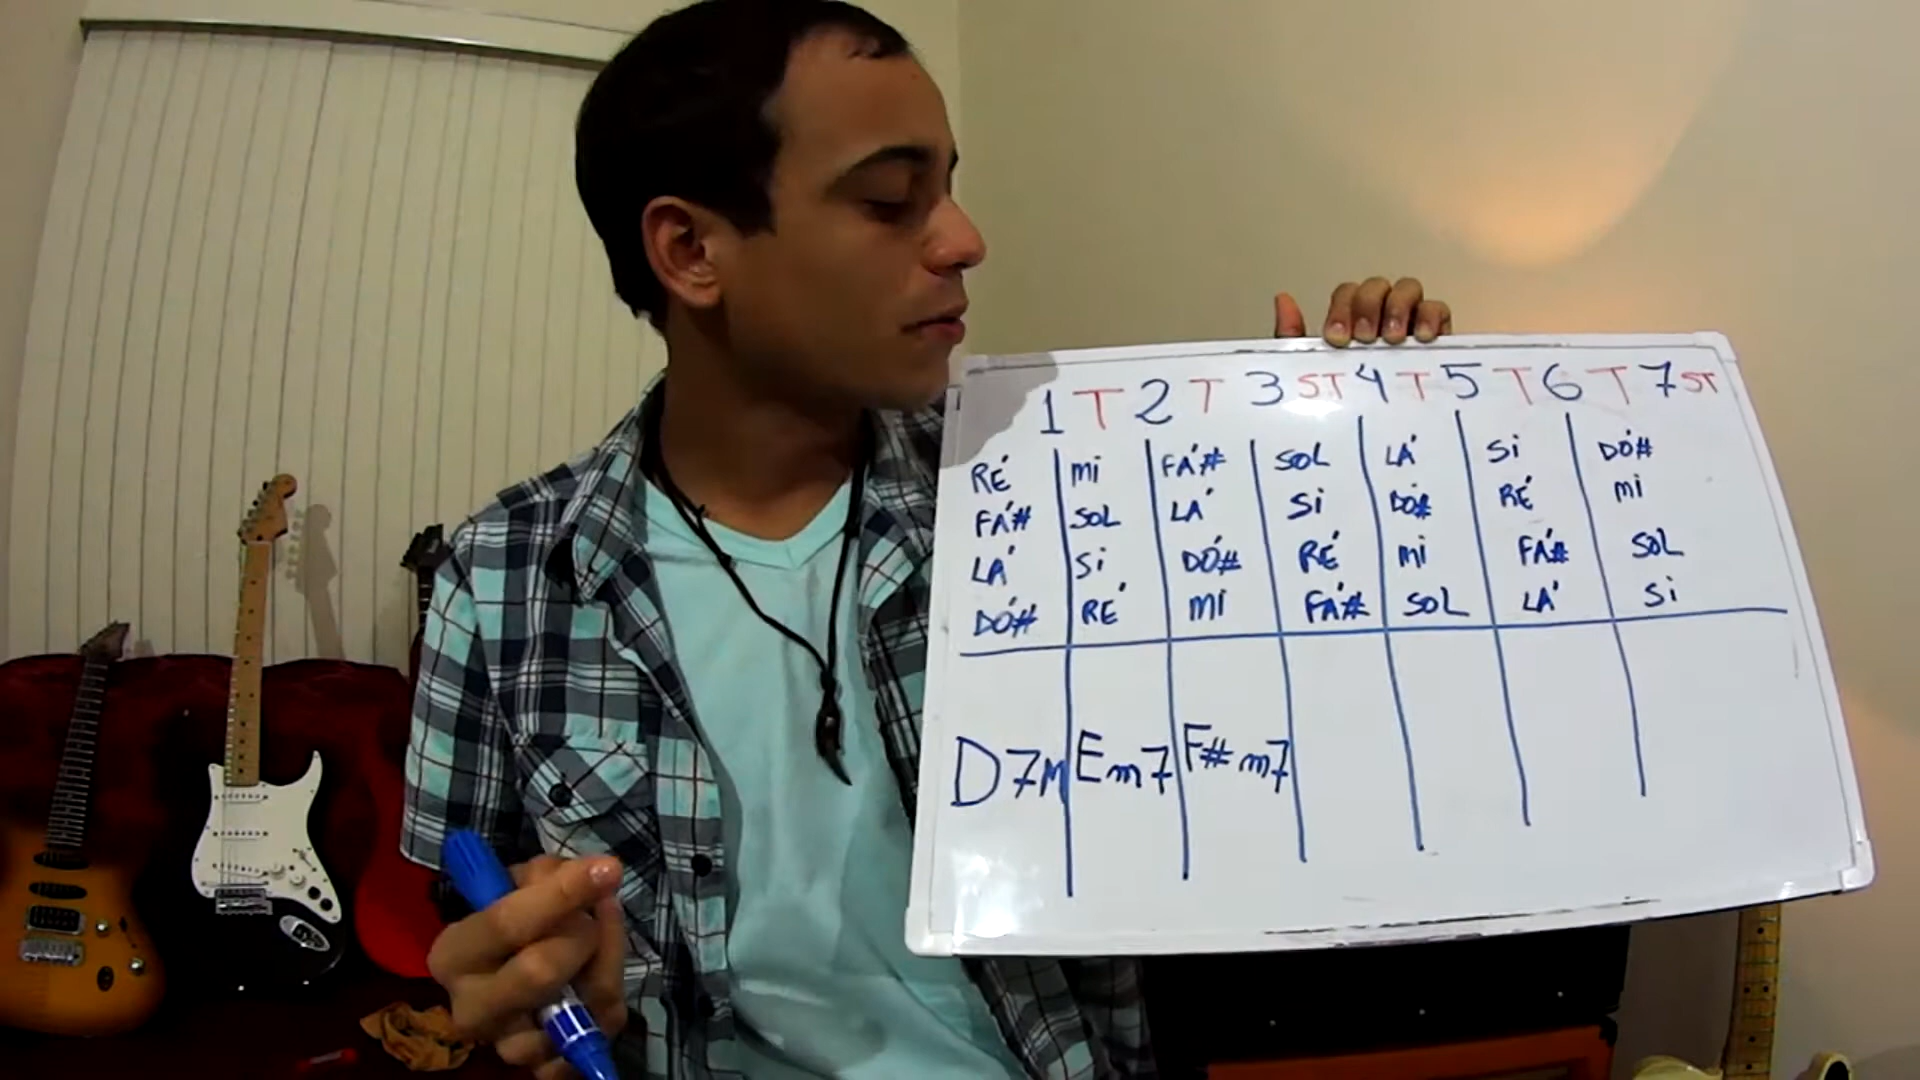 1 T 2 T 3 ST 4 T 5 T 6 T 7 ST
RÉ mi FÁ# SOL LÁ Si DÓ#
FÁ# SOL LÁ Si DÓ# RÉ mi
LÁ Si DÓ# RÉ mi FÁ# SOL
DÓ# RÉ mi FÁ# SOL LÁ Si
D7M Em7 F#m7